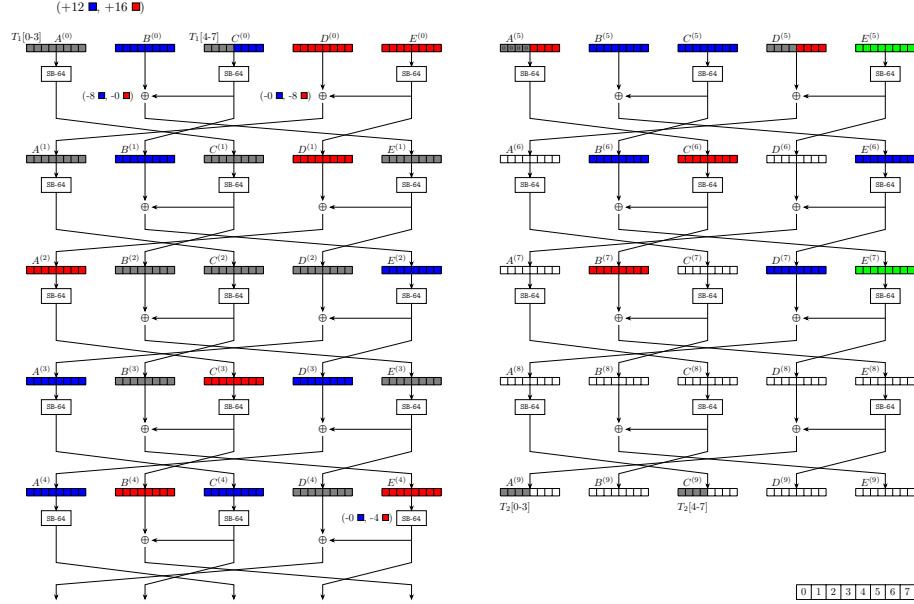 (+12 ■, +16 ■)
T₁[0-3] A⁽⁰⁾ B⁽⁰⁾ T₁[4-7] C⁽⁰⁾ D⁽⁰⁾ E⁽⁰⁾
SB-64 SB-64 SB-64
(-8 ■, -0 ■) ⊕ (-0 ■, -8 ■) ⊕
A⁽¹⁾ B⁽¹⁾ C⁽¹⁾ D⁽¹⁾ E⁽¹⁾
SB-64 SB-64 SB-64
⊕ ⊕
A⁽²⁾ B⁽²⁾ C⁽²⁾ D⁽²⁾ E⁽²⁾
SB-64 SB-64 SB-64
⊕ ⊕
A⁽³⁾ B⁽³⁾ C⁽³⁾ D⁽³⁾ E⁽³⁾
SB-64 SB-64 SB-64
⊕ ⊕
A⁽⁴⁾ B⁽⁴⁾ C⁽⁴⁾ D⁽⁴⁾ E⁽⁴⁾
SB-64 SB-64 (-0 ■, -4 ■) SB-64
⊕ ⊕
A⁽⁵⁾ B⁽⁵⁾ C⁽⁵⁾ D⁽⁵⁾ E⁽⁵⁾
SB-64 SB-64 SB-64
⊕ ⊕
A⁽⁶⁾ B⁽⁶⁾ C⁽⁶⁾ D⁽⁶⁾ E⁽⁶⁾
SB-64 SB-64 SB-64
⊕ ⊕
A⁽⁷⁾ B⁽⁷⁾ C⁽⁷⁾ D⁽⁷⁾ E⁽⁷⁾
SB-64 SB-64 SB-64
⊕ ⊕
A⁽⁸⁾ B⁽⁸⁾ C⁽⁸⁾ D⁽⁸⁾ E⁽⁸⁾
SB-64 SB-64 SB-64
⊕ ⊕
A⁽⁹⁾ B⁽⁹⁾ C⁽⁹⁾ D⁽⁹⁾ E⁽⁹⁾
T₂[0-3] T₂[4-7]
0 1 2 3 4 5 6 7